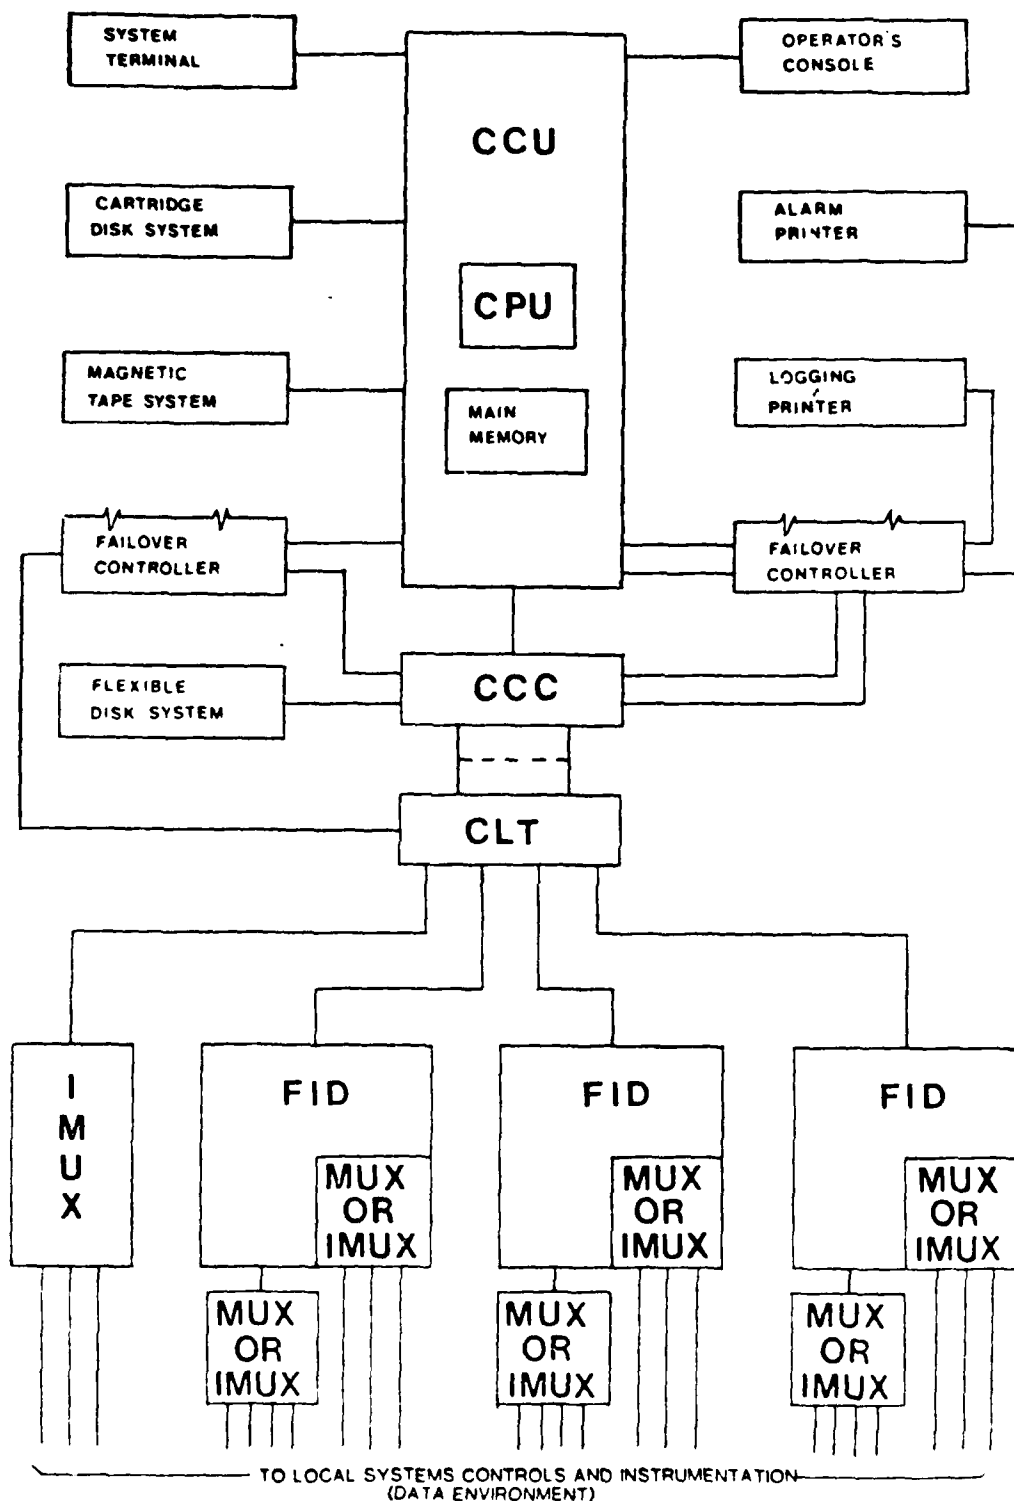 SYSTEM
TERMINAL
OPERATOR'S
CONSOLE
CCU
CARTRIDGE
DISK SYSTEM
ALARM
PRINTER
CPU
MAGNETIC
TAPE SYSTEM
LOGGING
PRINTER
MAIN
MEMORY
FAILOVER
CONTROLLER
FAILOVER
CONTROLLER
FLEXIBLE
DISK SYSTEM
CCC
CLT
I
M
U
X
FID
MUX
OR
IMUX
MUX
OR
IMUX
FID
MUX
OR
IMUX
MUX
OR
IMUX
FID
MUX
OR
IMUX
MUX
OR
IMUX
TO LOCAL SYSTEMS CONTROLS AND INSTRUMENTATION
(DATA ENVIRONMENT)